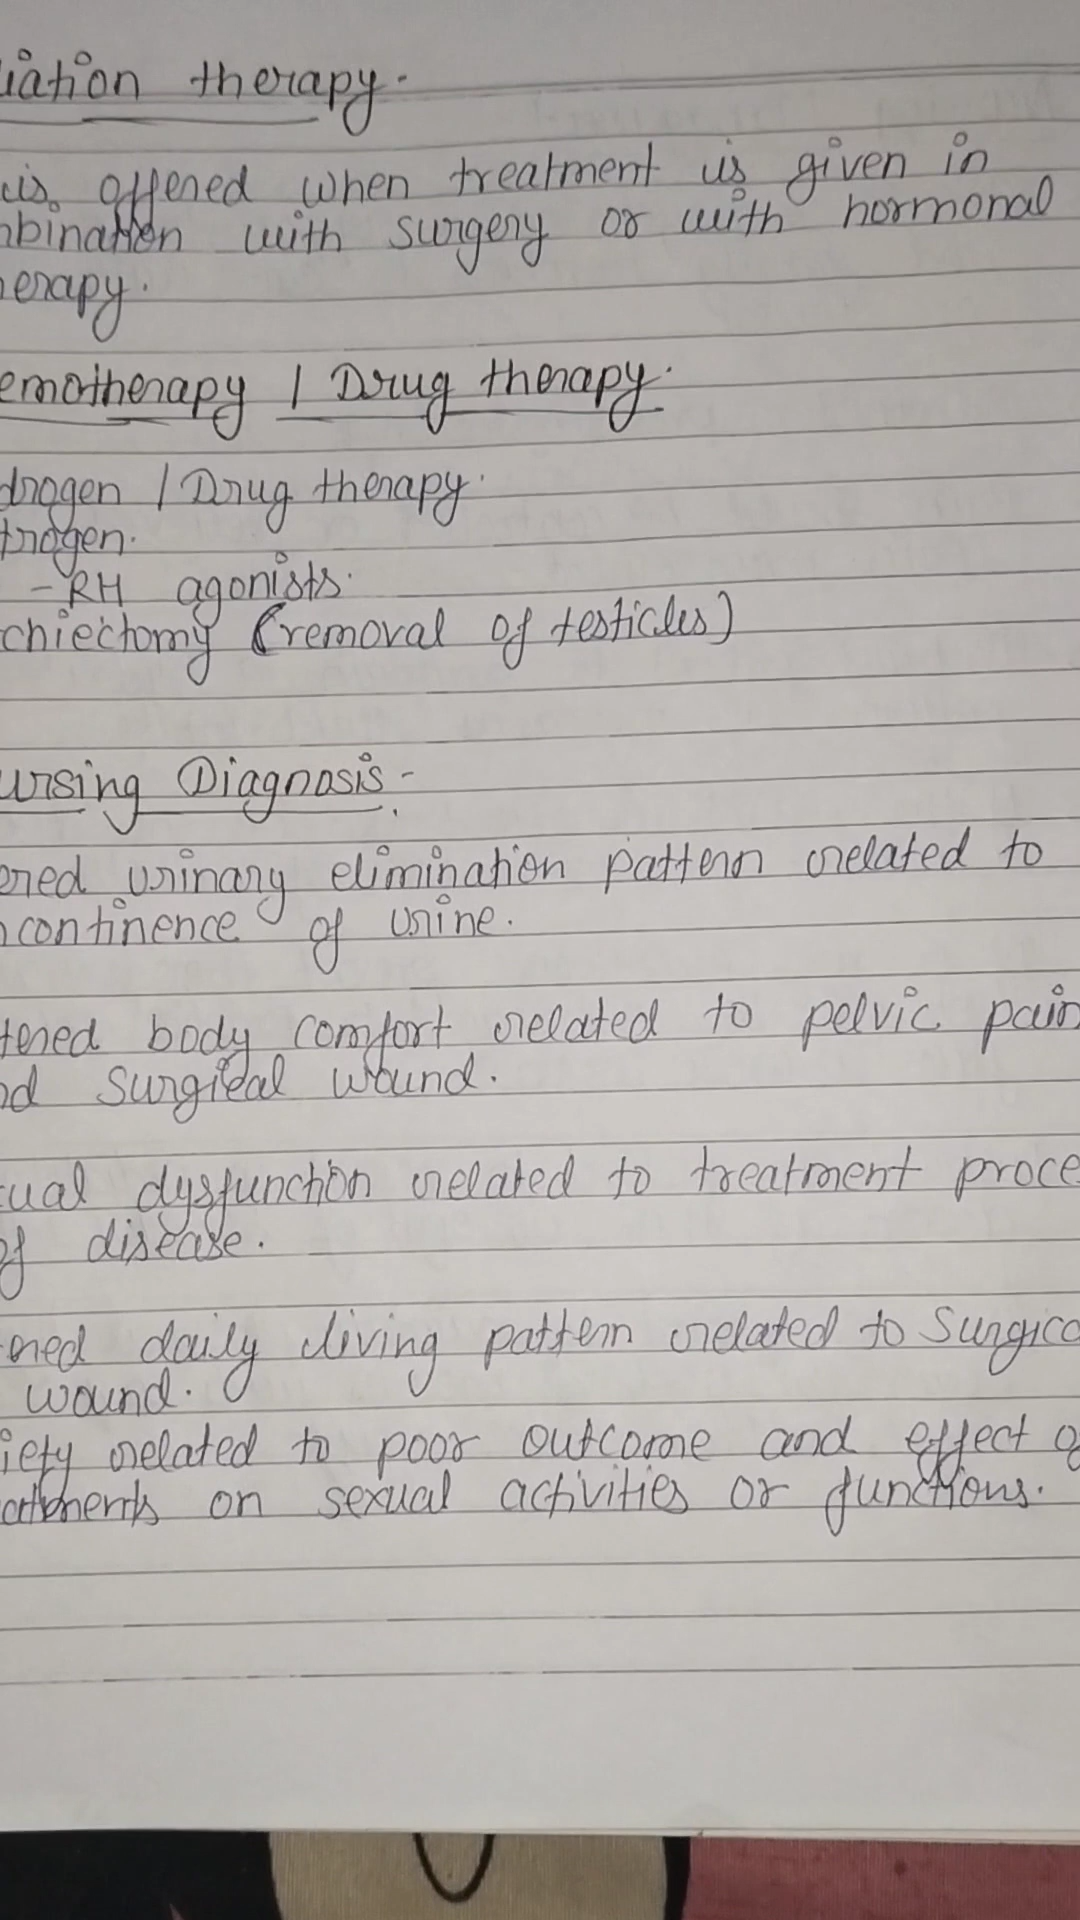 iation therapy.
is offered when treatment is given in
bination with surgery or with hormonal
erapy.
emotherapy / Drug therapy.
drogen / Drug therapy.
trogen.
- RH agonists.
chiectomy (removal of testicles)
ursing Diagnosis -
ered urinary elimination pattern related to
continence of urine.
tered body comfort related to pelvic pain
nd surgical wound.
ual dysfunction related to treatment proce
of disease.
ered daily living pattern related to surgica
wound.
iety related to poor outcome and effect of
on sexual activities or functions.